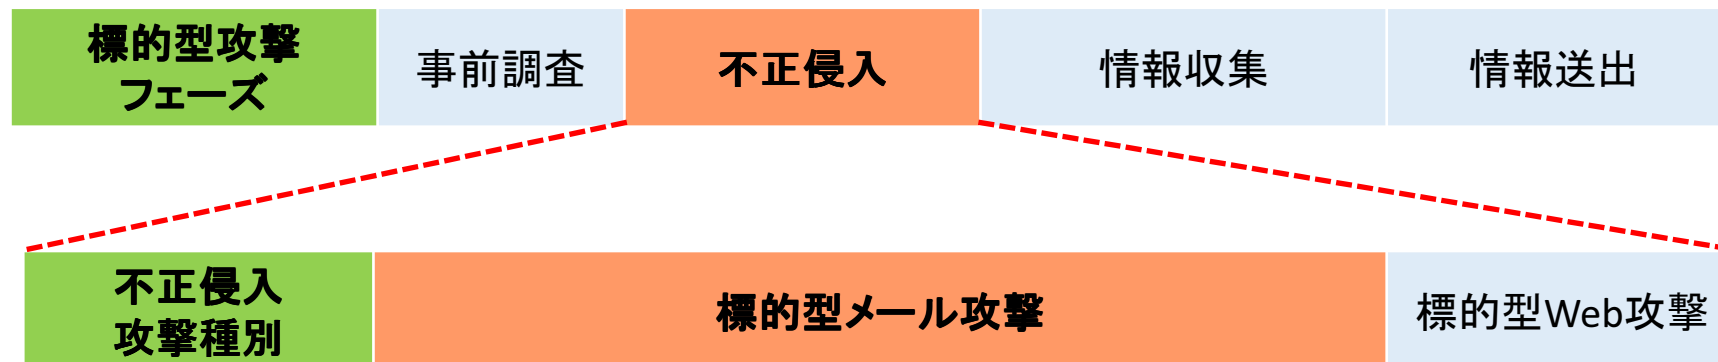 標的型攻撃
フェーズ
事前調査
不正侵入
情報収集
情報送出
不正侵入
攻撃種別
標的型メール攻撃
標的型Web攻撃